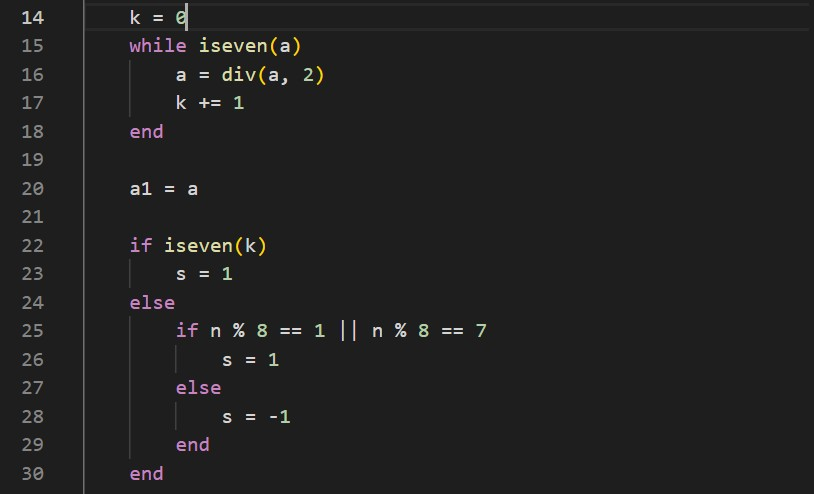 14 k = 0
15 while iseven(a)
16 a = div(a, 2)
17 k += 1
18 end
19
20 a1 = a
21
22 if iseven(k)
23 s = 1
24 else
25 if n % 8 == 1 || n % 8 == 7
26 s = 1
27 else
28 s = -1
29 end
30 end